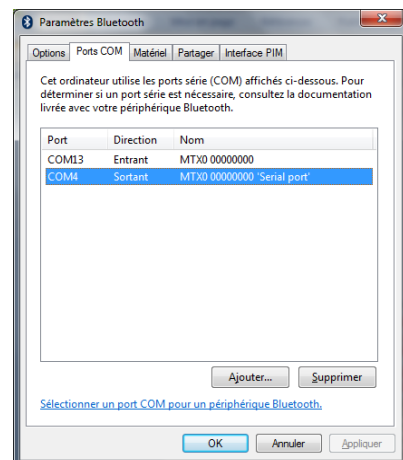 Paramètres Bluetooth
Options Ports COM Matériel Partager Interface PIM
Cet ordinateur utilise les ports série (COM) affichés ci-dessous. Pour
déterminer si un port série est nécessaire, consultez la documentation
livrée avec votre périphérique Bluetooth.
Port Direction Nom
COM13 Entrant MTX0 00000000
COM4 Sortant MTX0 00000000 'Serial port'
Ajouter... Supprimer
Sélectionner un port COM pour un périphérique Bluetooth.
OK Annuler Appliquer